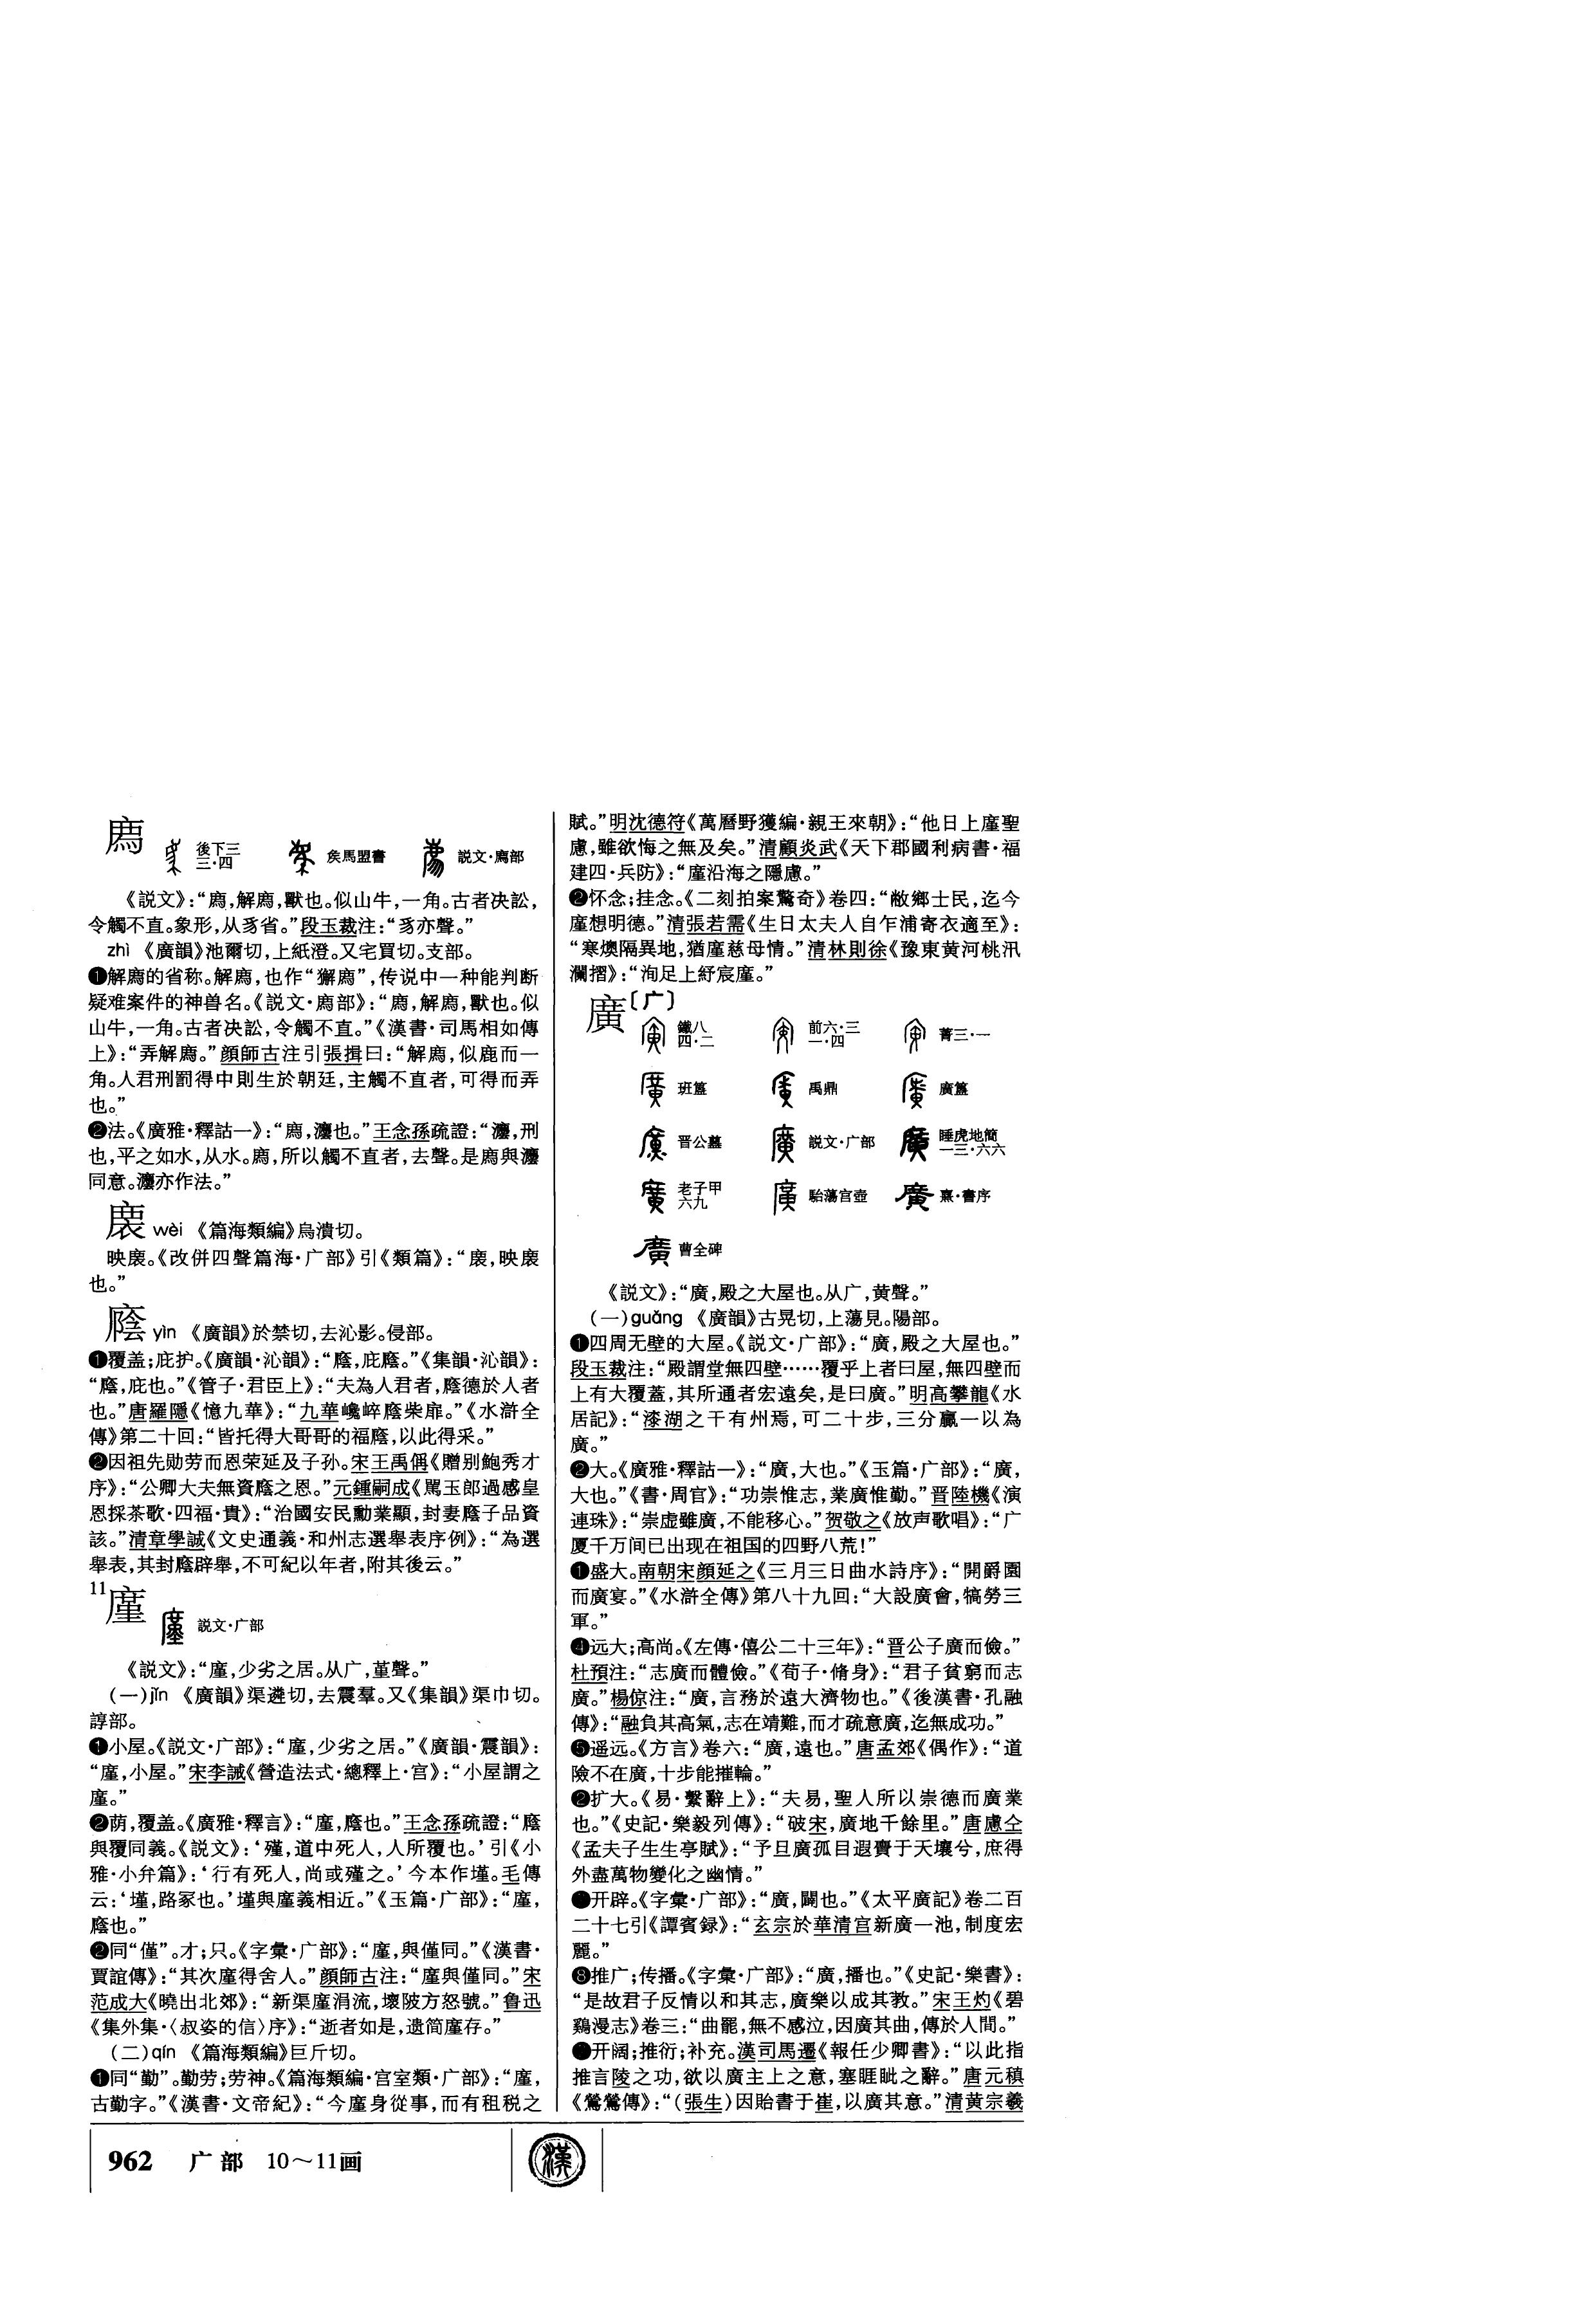 廌
後下三
三·四
矦馬盟書
説文·廌部
《説文》：“廌，解廌，獸也。似山牛，一角。古者决訟，
令觸不直。象形，从豸省。”段玉裁注：“豸亦聲。”
zhì 《廣韻》池爾切，上紙澄。又宅買切。支部。
❶解廌的省称。解廌，也作“獬廌”，传说中一种能判断
疑难案件的神兽名。《説文·廌部》：“廌，解廌，獸也。似
山牛，一角。古者决訟，令觸不直。”《漢書·司馬相如傳
上》：“弄解廌。”顔師古注引張揖曰：“解廌，似鹿而一
角。人君刑罰得中則生於朝廷，主觸不直者，可得而弄
也。”
❷法。《廣雅·釋詁一》：“廌，灋也。”王念孫疏證：“灋，刑
也，平之如水，从水。廌，所以觸不直者，去聲。是廌與灋
同意。灋亦作法。”
wèi 《篇海類編》烏潰切。
《改併四聲篇海·广部》引《類篇》：
也。”
廕 yìn 《廣韻》於禁切，去沁影。侵部。
❶覆盖；庇护。《廣韻·沁韻》：“廕，庇廕。”《集韻·沁韻》：
“廕，庇也。”《管子·君臣上》：“夫為人君者，廕德於人者
也。”唐羅隱《憶九華》：“九華巉崪廕柴扉。”《水滸全
傳》第二十回：“皆托得大哥哥的福廕，以此得采。”
❷因祖先勋劳而恩荣延及子孙。宋王禹偁《贈别鮑秀才
序》：“公卿大夫無資廕之恩。”元鍾嗣成《罵玉郎過感皇
恩採茶歌·四福·貴》：“治國安民勳業顯，封妻廕子品資
該。”清章學誠《文史通義·和州志選舉表序例》：“為選
舉表，其封廕辟舉，不可紀以年者，附其後云。”
11
廑
説文·广部
《説文》：“廑，少劣之居。从广，堇聲。”
（一）jǐn 《廣韻》渠遴切，去震羣。又《集韻》渠巾切。
諄部。
❶小屋。《説文·广部》：“廑，少劣之居。”《廣韻·震韻》：
“廑，小屋。”宋李誡《營造法式·總釋上·宫》：“小屋謂之
廑。”
❷荫，覆盖。《廣雅·釋言》：“廑，廕也。”王念孫疏證：“廕
與覆同義。《説文》：‘殣，道中死人，人所覆也。’引《小
雅·小弁篇》：‘行有死人，尚或殣之。’今本作墐。毛傳
云：‘墐，路冢也。’墐與廑義相近。”《玉篇·广部》：“廑，
廕也。”
❷同“僅”。才；只。《字彙·广部》：“廑，與僅同。”《漢書·
賈誼傳》：“其次廑得舍人。”顔師古注：“廑與僅同。”宋
范成大《曉出北郊》：“新渠廑涓流，壞陂方怒號。”鲁迅
《集外集·〈叔姿的信〉序》：“逝者如是，遗简廑存。”
（二）qín 《篇海類編》巨斤切。
❶同“勤”。勤劳；劳神。《篇海類編·宫室類·广部》：“廑，
古勤字。”《漢書·文帝紀》：“今廑身從事，而有租税之
賦。”明沈德符《萬曆野獲編·親王來朝》：“他日上廑聖
慮，雖欲悔之無及矣。”清顧炎武《天下郡國利病書·福
建四·兵防》：“廑沿海之隱慮。”
❷怀念；挂念。《二刻拍案驚奇》卷四：“敝鄉士民，迄今
廑想明德。”清張若需《生日太夫人自乍浦寄衣適至》：
“寒燠隔異地，猶廑慈母情。”清林則徐《豫東黄河桃汛
瀾摺》：“洵足上紓宸廑。”
廣〔广〕
鐵八
四·二
前六·三
一·四
菁三·一
班簋
禹鼎
廣簋
晋公𥂴
説文·广部
睡虎地簡
一三·六六
老子甲
六九
駘蕩宫壺
熹·書序
曹全碑
《説文》：“廣，殿之大屋也。从广，黄聲。”
（一）guǎng 《廣韻》古晃切，上蕩見。陽部。
❶四周无壁的大屋。《説文·广部》：“廣，殿之大屋也。”
段玉裁注：“殿謂堂無四壁……覆乎上者曰屋，無四壁而
上有大覆蓋，其所通者宏遠矣，是曰廣。”明高攀龍《水
居記》：“漆湖之干有州焉，可二十步，三分贏一以為
廣。”
❷大。《廣雅·釋詁一》：“廣，大也。”《玉篇·广部》：“廣，
大也。”《書·周官》：“功崇惟志，業廣惟勤。”晋陸機《演
連珠》：“崇虚雖廣，不能移心。”贺敬之《放声歌唱》：“广
厦千万间已出现在祖国的四野八荒！”
❶盛大。南朝宋顔延之《三月三日曲水詩序》：“開爵園
而廣宴。”《水滸全傳》第八十九回：“大設廣會，犒勞三
軍。”
❹远大；高尚。《左傳·僖公二十三年》：“晋公子廣而儉。”
杜預注：“志廣而體儉。”《荀子·脩身》：“君子貧窮而志
廣。”楊倞注：“廣，言務於遠大濟物也。”《後漢書·孔融
傳》：“融負其高氣，志在靖難，而才疏意廣，迄無成功。”
❺遥远。《方言》卷六：“廣，遠也。”唐孟郊《偶作》：“道
險不在廣，十步能摧輪。”
❷扩大。《易·繫辭上》：“夫易，聖人所以崇德而廣業
也。”《史記·樂毅列傳》：“破宋，廣地千餘里。”唐盧仝
《孟夫子生生亭賦》：“予旦廣孤目遐賷于天壤兮，庶得
外盡萬物變化之幽情。”
开辟。《字彙·广部》：“廣，闢也。”《太平廣記》卷二百
二十七引《譚賓録》：“玄宗於華清宫新廣一池，制度宏
麗。”
❽推广；传播。《字彙·广部》：“廣，播也。”《史記·樂書》：
“是故君子反情以和其志，廣樂以成其教。”宋王灼《碧
鷄漫志》卷三：“曲罷，無不感泣，因廣其曲，傳於人間。”
开阔；推衍；补充。漢司馬遷《報任少卿書》：“以此指
推言陵之功，欲以廣主上之意，塞睚眦之辭。”唐元稹
《鶯鶯傳》：“（張生）因貽書于崔，以廣其意。”清黄宗羲
962 广部 10～11画
漢